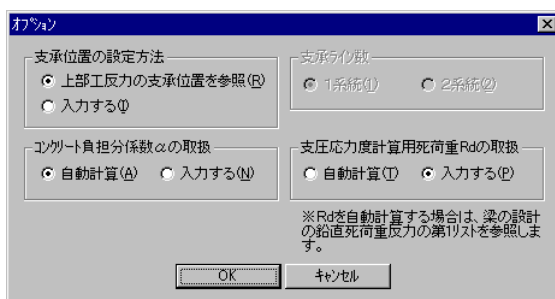 オプション
支承位置の設定方法
上部工反力の支承位置を参照(R)
入力する(I)
支承ライン数
1系統(1)
2系統(2)
コンクリート負担分係数αの取扱
自動計算(A)
入力する(N)
支圧応力度計算用死荷重Rdの取扱
自動計算(T)
入力する(P)
※Rdを自動計算する場合は、梁の設計
の鉛直死荷重反力の第1リストを参照しま
す。
OK
キャンセル